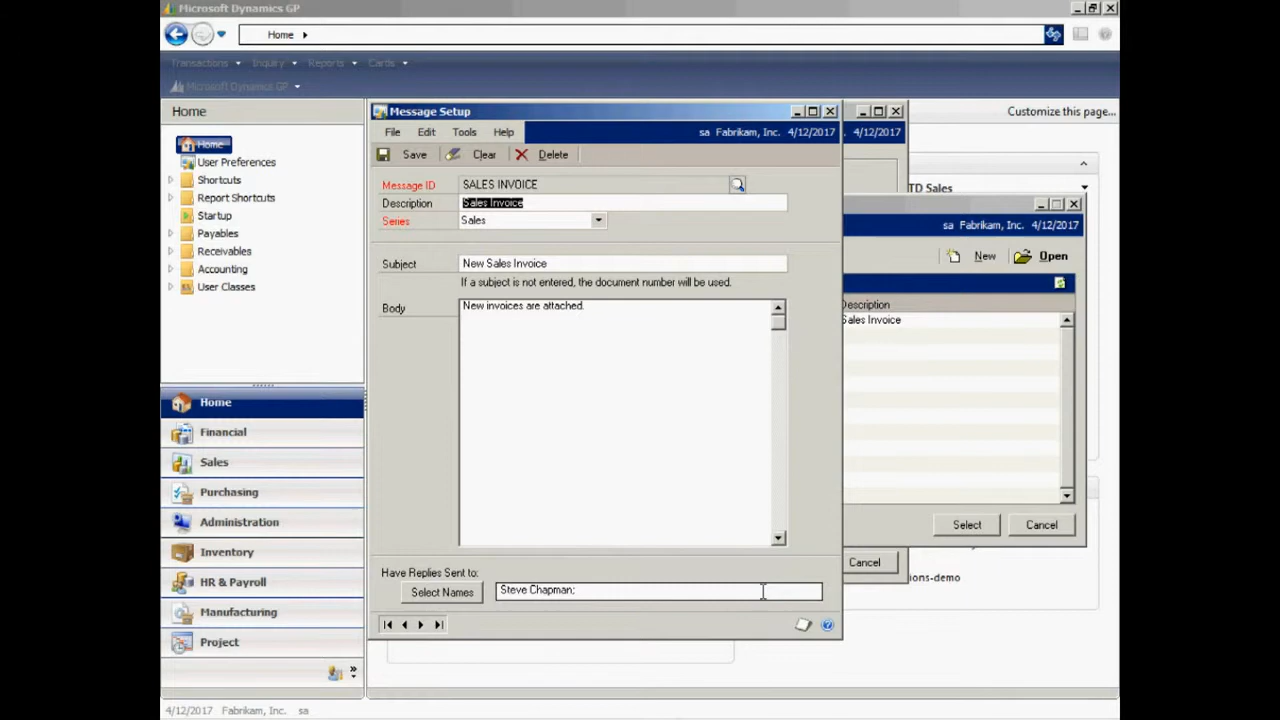 Microsoft Dynamics GP
Home
Transactions Inquiry Reports Cards
Microsoft Dynamics GP
Home
Customize this page...
Home
User Preferences
Shortcuts
Report Shortcuts
Startup
Payables
Receivables
Accounting
User Classes
Home
Financial
Sales
Purchasing
Administration
Inventory
HR & Payroll
Manufacturing
Project
Message Setup
File Edit Tools Help
sa Fabrikam, Inc. 4/12/2017
Save Clear Delete
Message ID SALES INVOICE
Description Sales Invoice
Series Sales
Subject New Sales Invoice
If a subject is not entered, the document number will be used.
Body New invoices are attached.
Have Replies Sent to:
Select Names Steve Chapman;
4/12/2017
TD Sales
sa Fabrikam, Inc. 4/12/2017
New Open
Description
Sales Invoice
Select Cancel
Cancel
ions-demo
4/12/2017 Fabrikam, Inc. sa